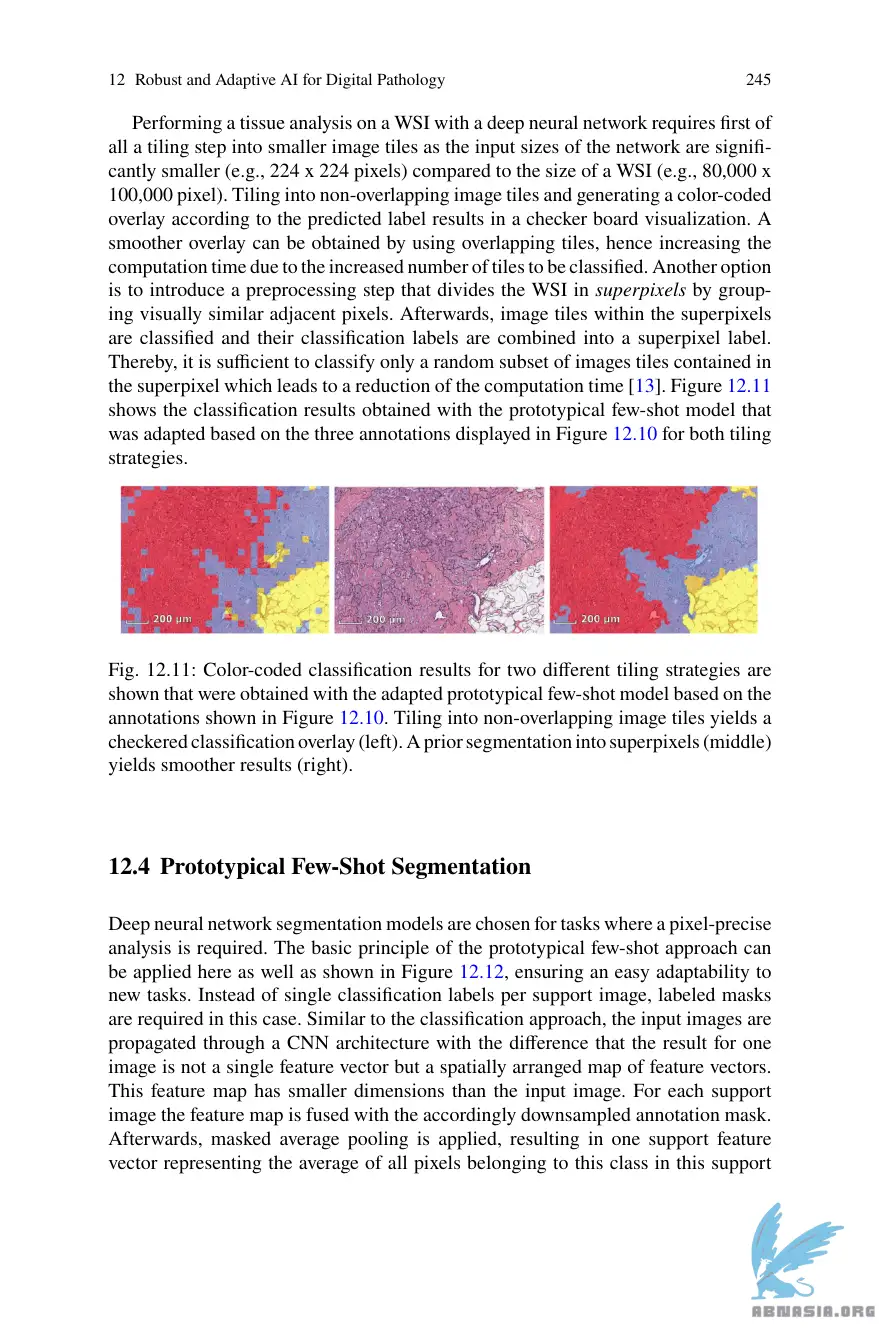 12 Robust and Adaptive AI for Digital Pathology 245
Performing a tissue analysis on a WSI with a deep neural network requires first of
all a tiling step into smaller image tiles as the input sizes of the network are signifi-
cantly smaller (e.g., 224 x 224 pixels) compared to the size of a WSI (e.g., 80,000 x
100,000 pixel). Tiling into non-overlapping image tiles and generating a color-coded
overlay according to the predicted label results in a checker board visualization. A
smoother overlay can be obtained by using overlapping tiles, hence increasing the
computation time due to the increased number of tiles to be classified. Another option
is to introduce a preprocessing step that divides the WSI in superpixels by group-
ing visually similar adjacent pixels. Afterwards, image tiles within the superpixels
are classified and their classification labels are combined into a superpixel label.
Thereby, it is sufficient to classify only a random subset of images tiles contained in
the superpixel which leads to a reduction of the computation time [13]. Figure 12.11
shows the classification results obtained with the prototypical few-shot model that
was adapted based on the three annotations displayed in Figure 12.10 for both tiling
strategies.
200 µm 200 µm 200 µm
Fig. 12.11: Color-coded classification results for two different tiling strategies are
shown that were obtained with the adapted prototypical few-shot model based on the
annotations shown in Figure 12.10. Tiling into non-overlapping image tiles yields a
checkered classification overlay (left). A prior segmentation into superpixels (middle)
yields smoother results (right).
12.4 Prototypical Few-Shot Segmentation
Deep neural network segmentation models are chosen for tasks where a pixel-precise
analysis is required. The basic principle of the prototypical few-shot approach can
be applied here as well as shown in Figure 12.12, ensuring an easy adaptability to
new tasks. Instead of single classification labels per support image, labeled masks
are required in this case. Similar to the classification approach, the input images are
propagated through a CNN architecture with the difference that the result for one
image is not a single feature vector but a spatially arranged map of feature vectors.
This feature map has smaller dimensions than the input image. For each support
image the feature map is fused with the accordingly downsampled annotation mask.
Afterwards, masked average pooling is applied, resulting in one support feature
vector representing the average of all pixels belonging to this class in this support
ABNASIA.ORG